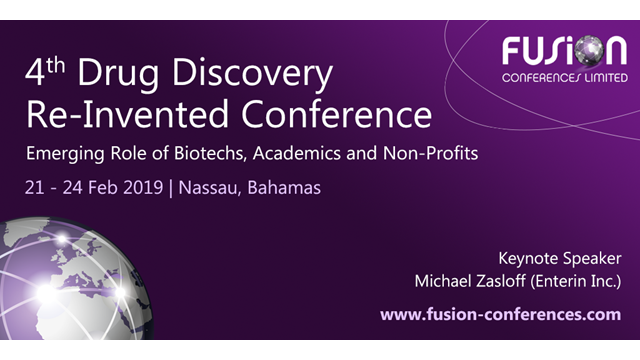 FUSION
CONFERENCES LIMITED
4th Drug Discovery
Re-Invented Conference
Emerging Role of Biotechs, Academics and Non-Profits
21 - 24 Feb 2019 | Nassau, Bahamas
Keynote Speaker
Michael Zasloff (Enterin Inc.)
www.fusion-conferences.com